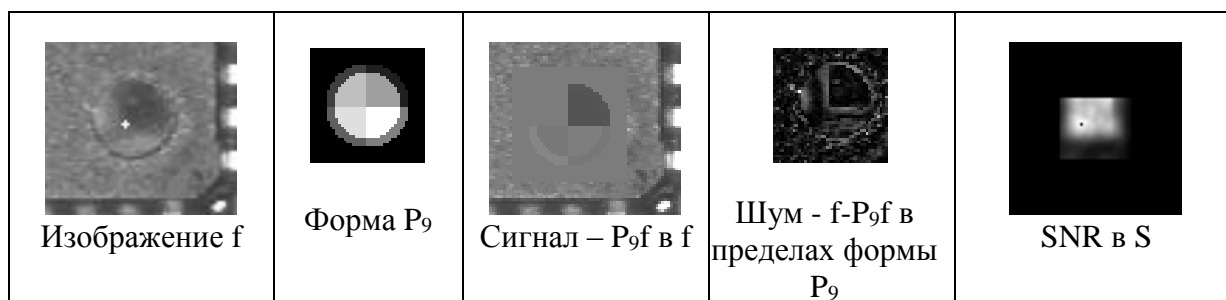 Изображение f
Форма P₉
Сигнал – P₉f в f
Шум - f-P₉f в
пределах формы
P₉
SNR в S